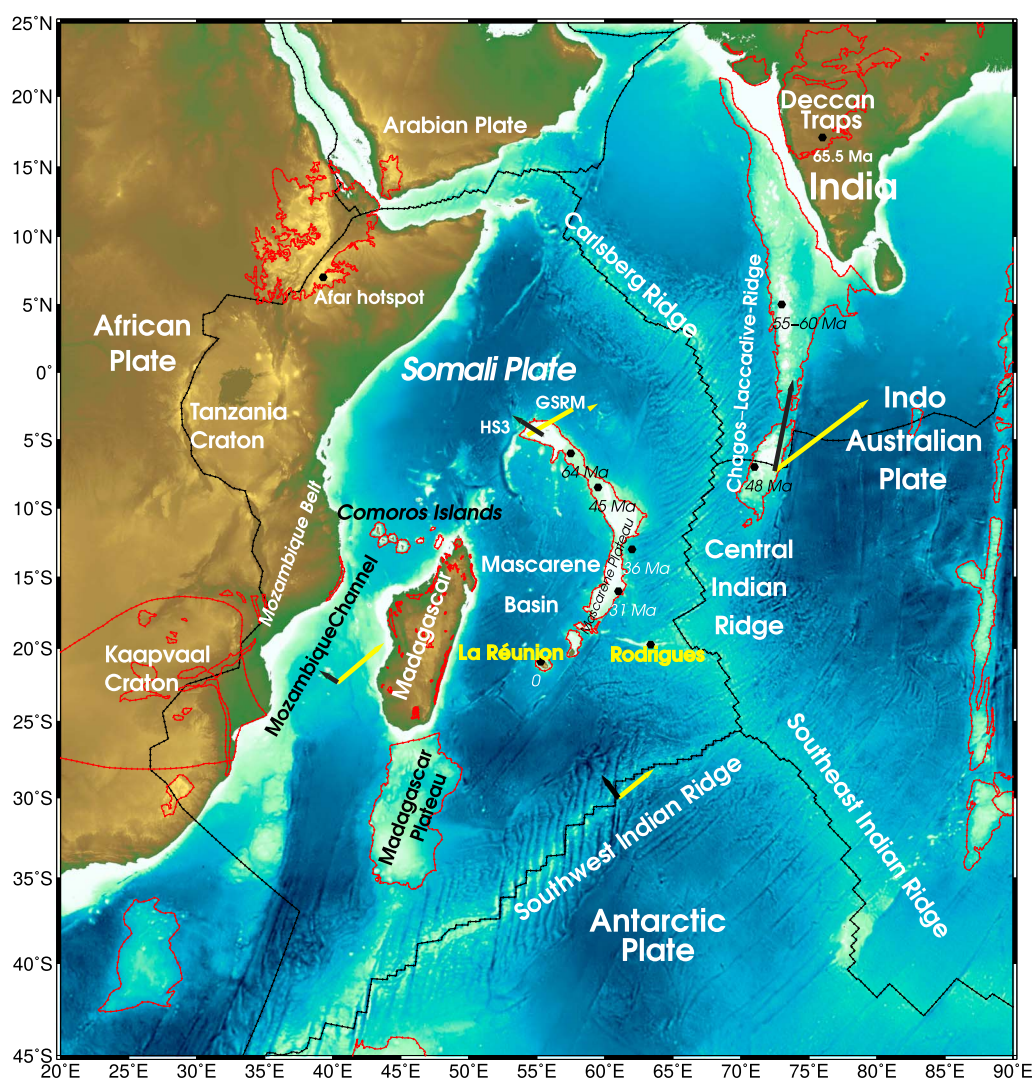 25°N
20°N
15°N
10°N
5°N
0°
5°S
10°S
15°S
20°S
25°S
30°S
35°S
40°S
45°S
20°E
25°E
30°E
35°E
40°E
45°E
50°E
55°E
60°E
65°E
70°E
75°E
80°E
85°E
90°E
Arabian Plate
Deccan
Traps
65.5 Ma
India
Carlsberg Ridge
Afar hotspot
African
Plate
Chagos-Laccadive-Ridge
55-60 Ma
Somali Plate
GSRM
HS3
Tanzania
Craton
Indo
Australian
Plate
64 Ma
45 Ma
48 Ma
Mozambique Belt
Comoros Islands
Mascarene
Basin
Mascarene Plateau
36 Ma
31 Ma
Central
Indian
Ridge
MozambiqueChannel
Madagascar
Kaapvaal
Craton
La Réunion
0
Rodrigues
Madagascar
Plateau
Southwest Indian Ridge
Southeast Indian Ridge
Antarctic
Plate